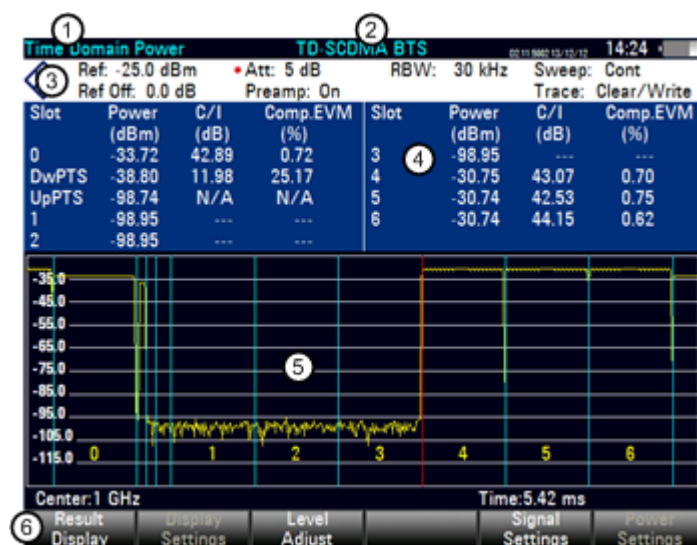 1 2
Time Domain Power TD-SCDMA BTS 14:24
3 Ref: -25.0 dBm • Att: 5 dB RBW: 30 kHz Sweep: Cont
Ref Off: 0.0 dB Preamp: On Trace: Clear/Write
Slot Power C/I Comp.EVM Slot Power C/I Comp.EVM
(dBm) (dB) (%) (dBm) (dB) (%)
0 -33.72 42.89 0.72 3 4 -98.95 --- ---
DwPTS -38.80 11.98 25.17 4 -30.75 43.07 0.70
UpPTS -98.74 N/A N/A 5 -30.74 42.53 0.75
1 -98.95 --- --- 6 -30.74 44.15 0.62
2 -98.95 --- ---
-35.0
-45.0
-55.0
-65.0
-75.0 5
-85.0
-95.0
-105.0
-115.0 0 1 2 3 4 5 6
Center:1 GHz Time:5.42 ms
6 Result Display Level Signal Power
Display Settings Adjust Settings Settings